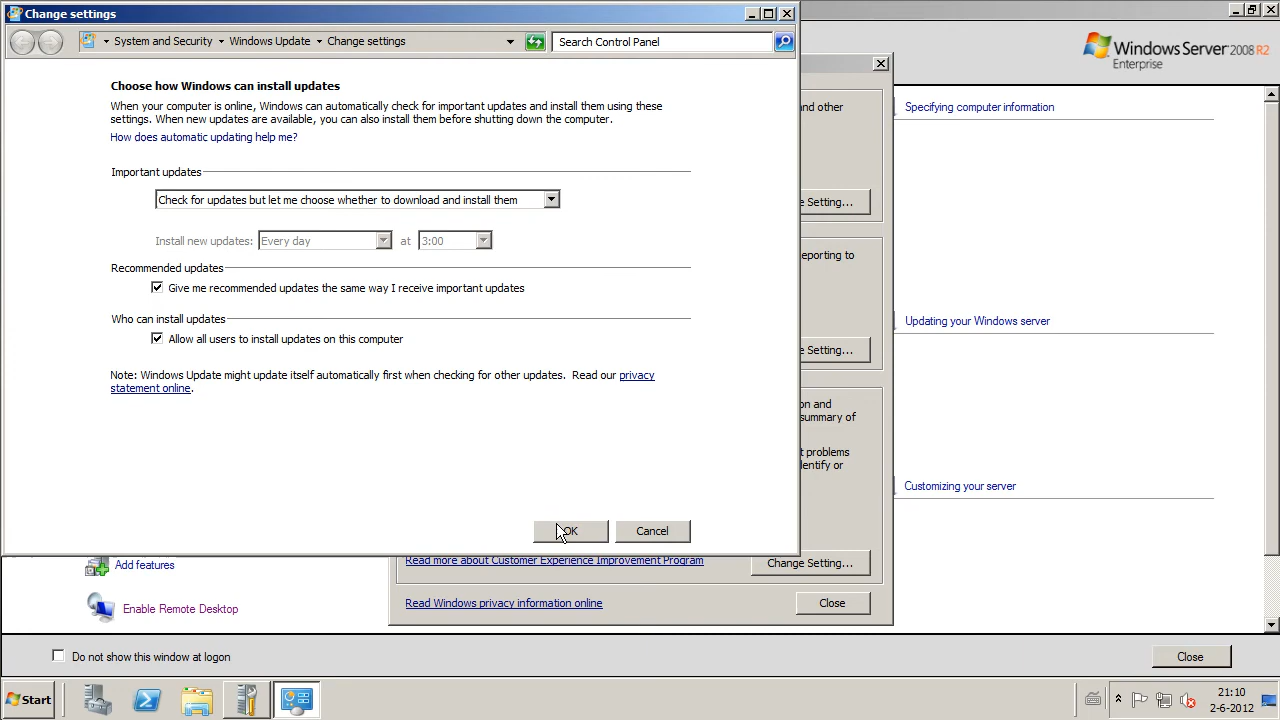 Change settings
System and Security
Windows Update
Change settings
Search Control Panel
Windows Server 2008 R2
Enterprise
Choose how Windows can install updates
When your computer is online, Windows can automatically check for important updates and install them using these
settings. When new updates are available, you can also install them before shutting down the computer.
How does automatic updating help me?
Important updates
Check for updates but let me choose whether to download and install them
Install new updates: Every day at 3:00
Recommended updates
Give me recommended updates the same way I receive important updates
Who can install updates
Allow all users to install updates on this computer
Note: Windows Update might update itself automatically first when checking for other updates. Read our privacy
statement online.
OK
Cancel
and other
e Setting...
reporting to
e Setting...
on and
summary of
t problems
dentify or
Read more about Customer Experience Improvement Program
Change Setting...
Read Windows privacy information online
Close
Specifying computer information
Updating your Windows server
Customizing your server
Add features
Enable Remote Desktop
Do not show this window at logon
Close
Start
21:10
2-6-2012